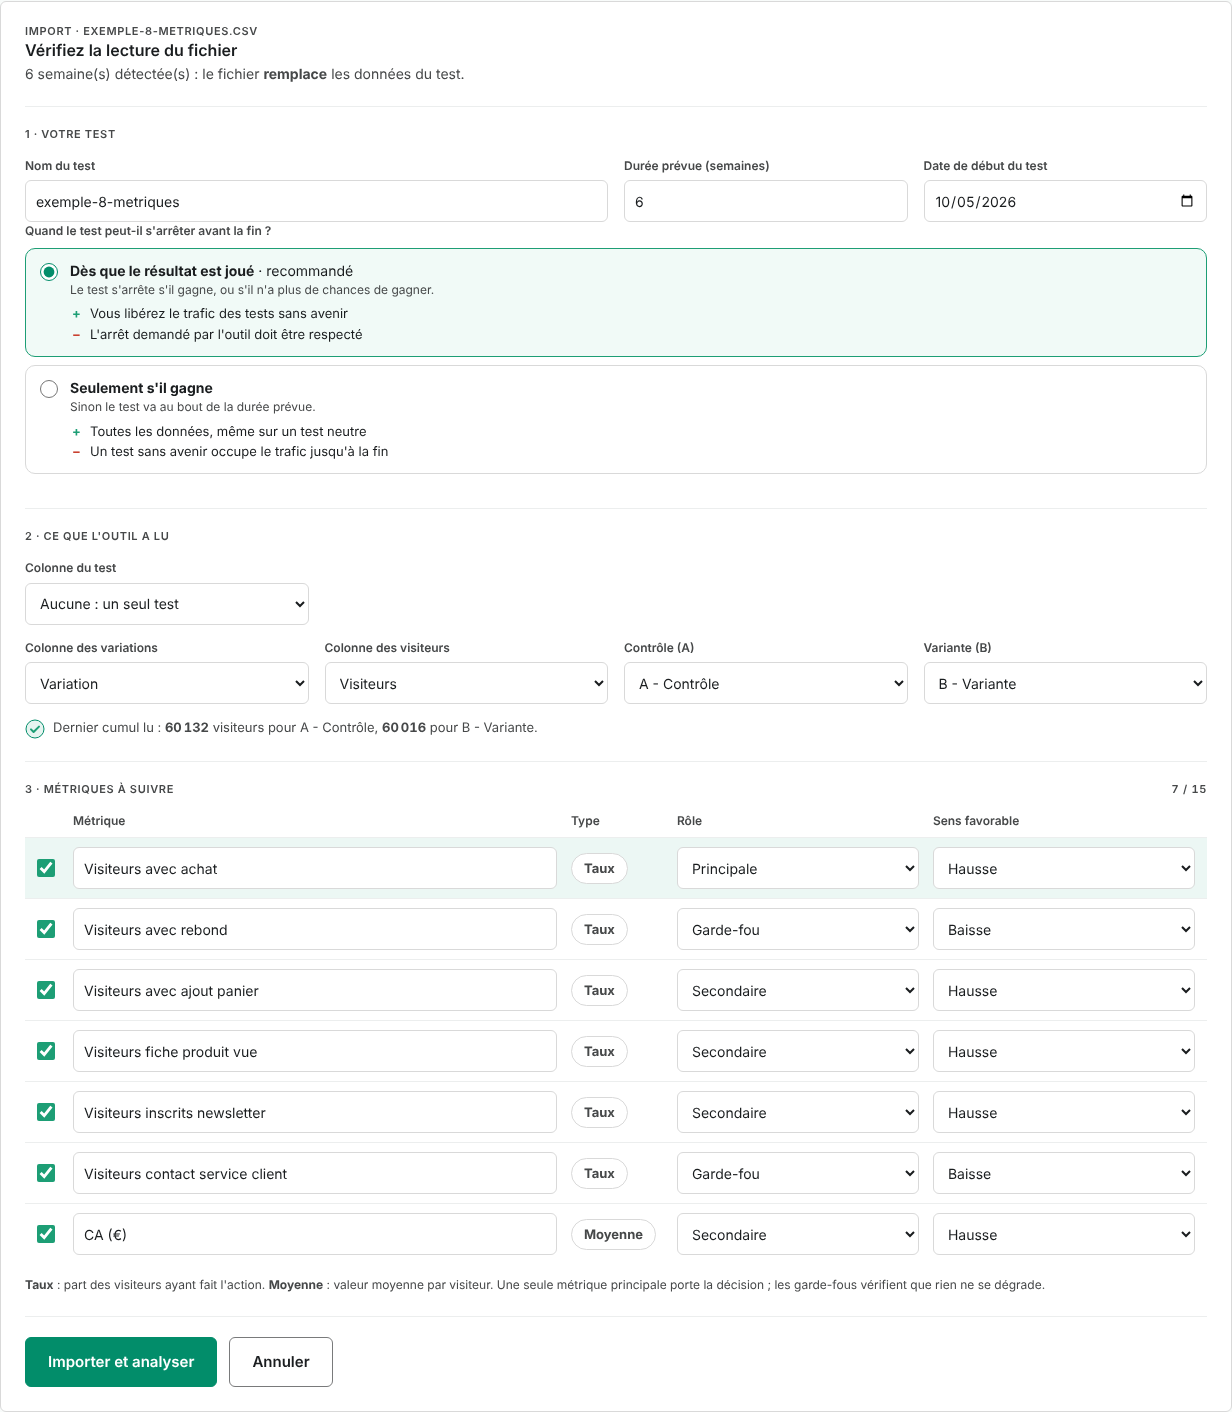 IMPORT · EXEMPLE-8-METRIQUES.CSV
Vérifiez la lecture du fichier
6 semaine(s) détectée(s) : le fichier remplace les données du test.
1 · VOTRE TEST
Nom du test
exemple-8-metriques
Durée prévue (semaines)
6
Date de début du test
10/05/2026
Quand le test peut-il s'arrêter avant la fin ?
Dès que le résultat est joué · recommandé
Le test s'arrête s'il gagne, ou s'il n'a plus de chances de gagner.
+ Vous libérez le trafic des tests sans avenir
− L'arrêt demandé par l'outil doit être respecté
Seulement s'il gagne
Sinon le test va au bout de la durée prévue.
+ Toutes les données, même sur un test neutre
− Un test sans avenir occupe le trafic jusqu'à la fin
2 · CE QUE L'OUTIL A LU
Colonne du test
Aucune : un seul test
Colonne des variations
Variation
Colonne des visiteurs
Visiteurs
Contrôle (A)
A - Contrôle
Variante (B)
B - Variante
Dernier cumul lu : 60 132 visiteurs pour A - Contrôle, 60 016 pour B - Variante.
3 · MÉTRIQUES À SUIVRE 7 / 15
Métrique Type Rôle Sens favorable
Visiteurs avec achat Taux Principale Hausse
Visiteurs avec rebond Taux Garde-fou Baisse
Visiteurs avec ajout panier Taux Secondaire Hausse
Visiteurs fiche produit vue Taux Secondaire Hausse
Visiteurs inscrits newsletter Taux Secondaire Hausse
Visiteurs contact service client Taux Garde-fou Baisse
CA (€) Moyenne Secondaire Hausse
Taux : part des visiteurs ayant fait l'action. Moyenne : valeur moyenne par visiteur. Une seule métrique principale porte la décision ; les garde-fous vérifient que rien ne se dégrade.
Importer et analyser
Annuler